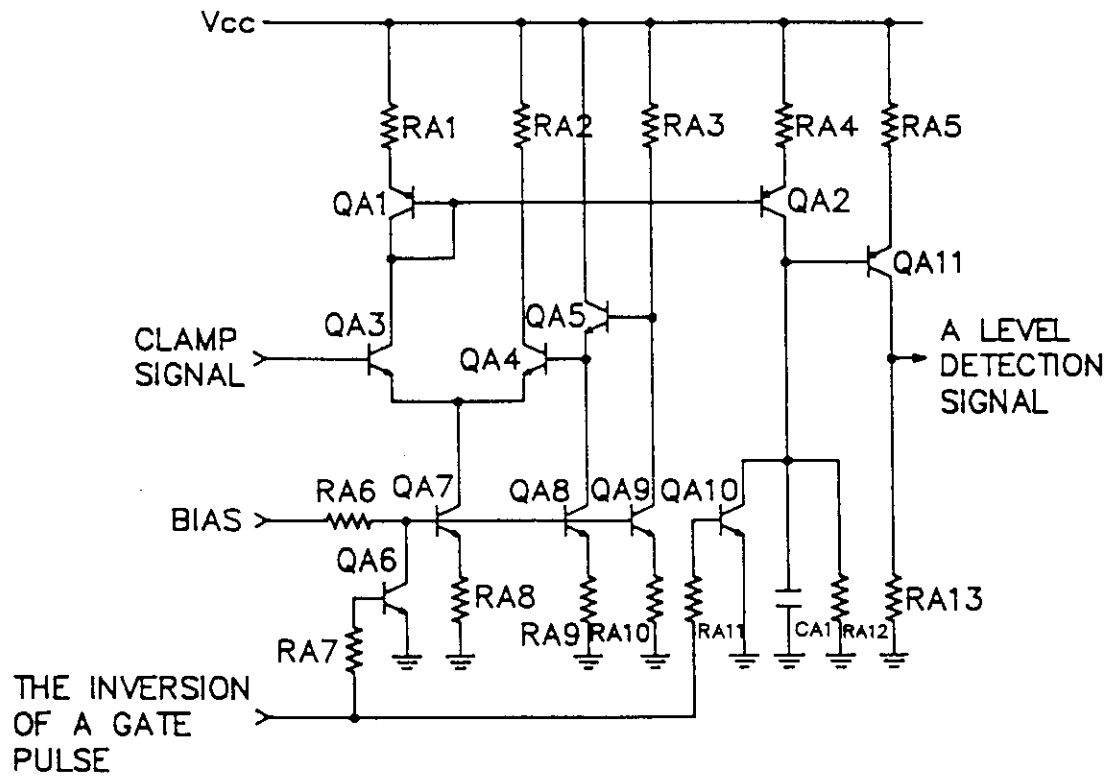 Vcc
RA1
RA2
RA3
RA4
RA5
QA1
QA2
QA11
QA3
QA5
QA4
CLAMP
SIGNAL
A LEVEL
DETECTION
SIGNAL
RA6
QA7
QA8
QA9
QA10
BIAS
QA6
RA8
RA9
RA10
RA11
CA1
RA12
RA13
RA7
THE INVERSION
OF A GATE
PULSE